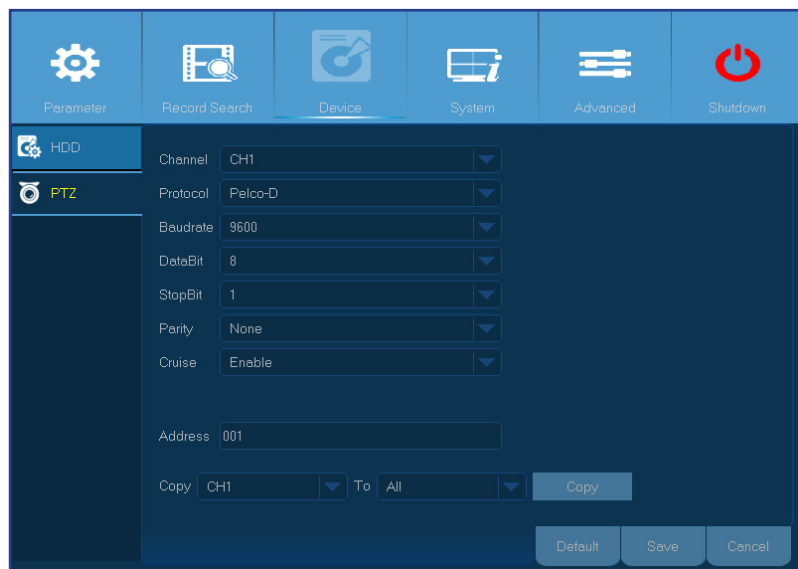 Parameter Record Search Device System Advanced Shutdown
HDD
PTZ
Channel CH1
Protocol Pelco-D
Baudrate 9600
DataBit 8
StopBit 1
Parity None
Cruise Enable
Address 001
Copy CH1 To All Copy
Default Save Cancel